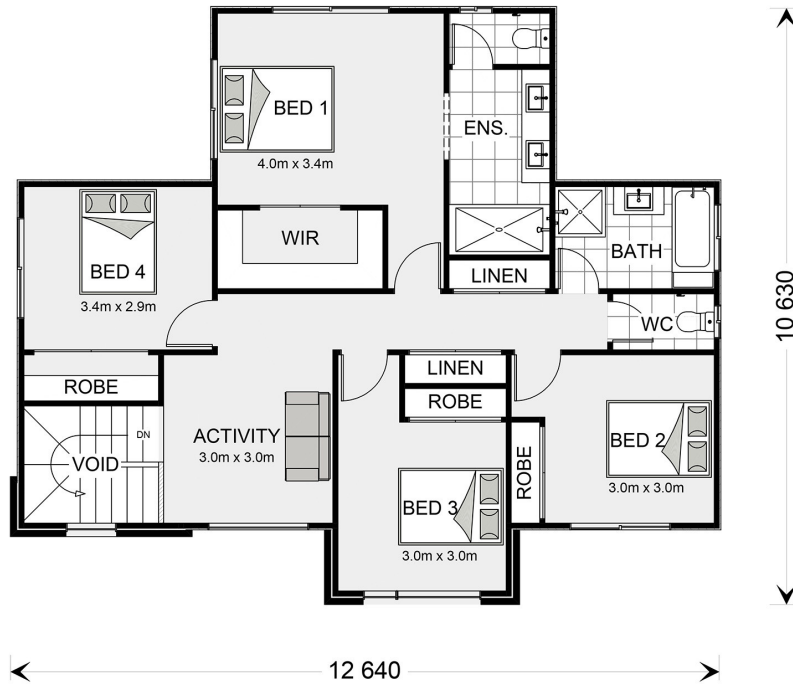 BED 1
4.0m x 3.4m
ENS.
WIR
BED 4
3.4m x 2.9m
LINEN
BATH
WC
ROBE
LINEN
ROBE
DN
VOID
ACTIVITY
3.0m x 3.0m
BED 3
3.0m x 3.0m
ROBE
BED 2
3.0m x 3.0m
10 630
12 640